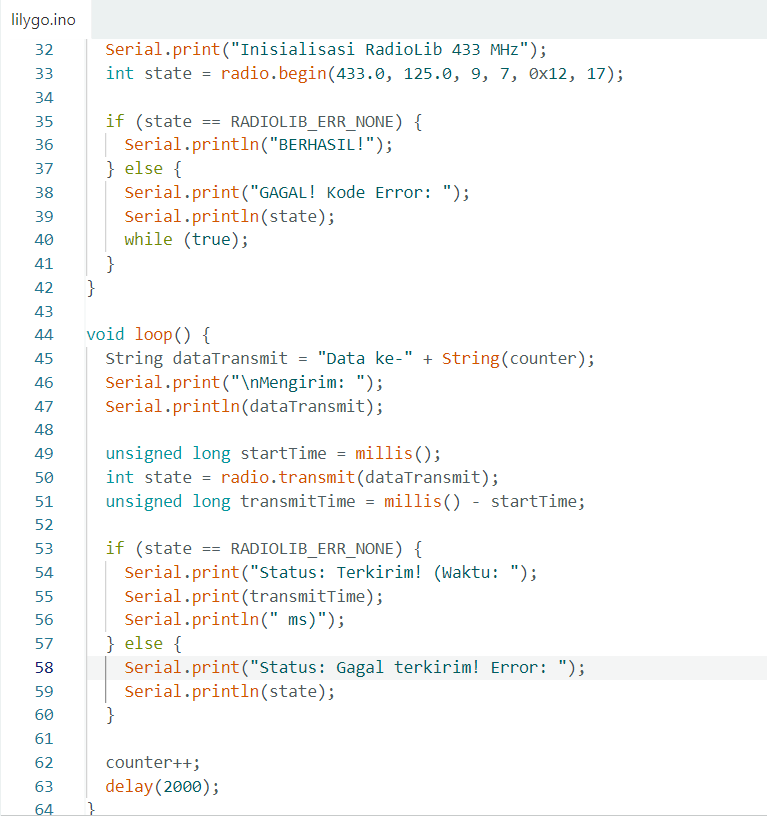 lilygo.ino
32 Serial.print("Inisialisasi RadioLib 433 MHz");
33 int state = radio.begin(433.0, 125.0, 9, 7, 0x12, 17);
34
35 if (state == RADIOLIB_ERR_NONE) {
36 Serial.println("BERHASIL!");
37 } else {
38 Serial.print("GAGAL! Kode Error: ");
39 Serial.println(state);
40 while (true);
41 }
42 }
43
44 void loop() {
45 String dataTransmit = "Data ke-" + String(counter);
46 Serial.print("\nMengirim: ");
47 Serial.println(dataTransmit);
48
49 unsigned long startTime = millis();
50 int state = radio.transmit(dataTransmit);
51 unsigned long transmitTime = millis() - startTime;
52
53 if (state == RADIOLIB_ERR_NONE) {
54 Serial.print("Status: Terkirim! (Waktu: ");
55 Serial.print(transmitTime);
56 Serial.println(" ms)");
57 } else {
58 Serial.print("Status: Gagal terkirim! Error: ");
59 Serial.println(state);
60 }
61
62 counter++;
63 delay(2000);
64 }